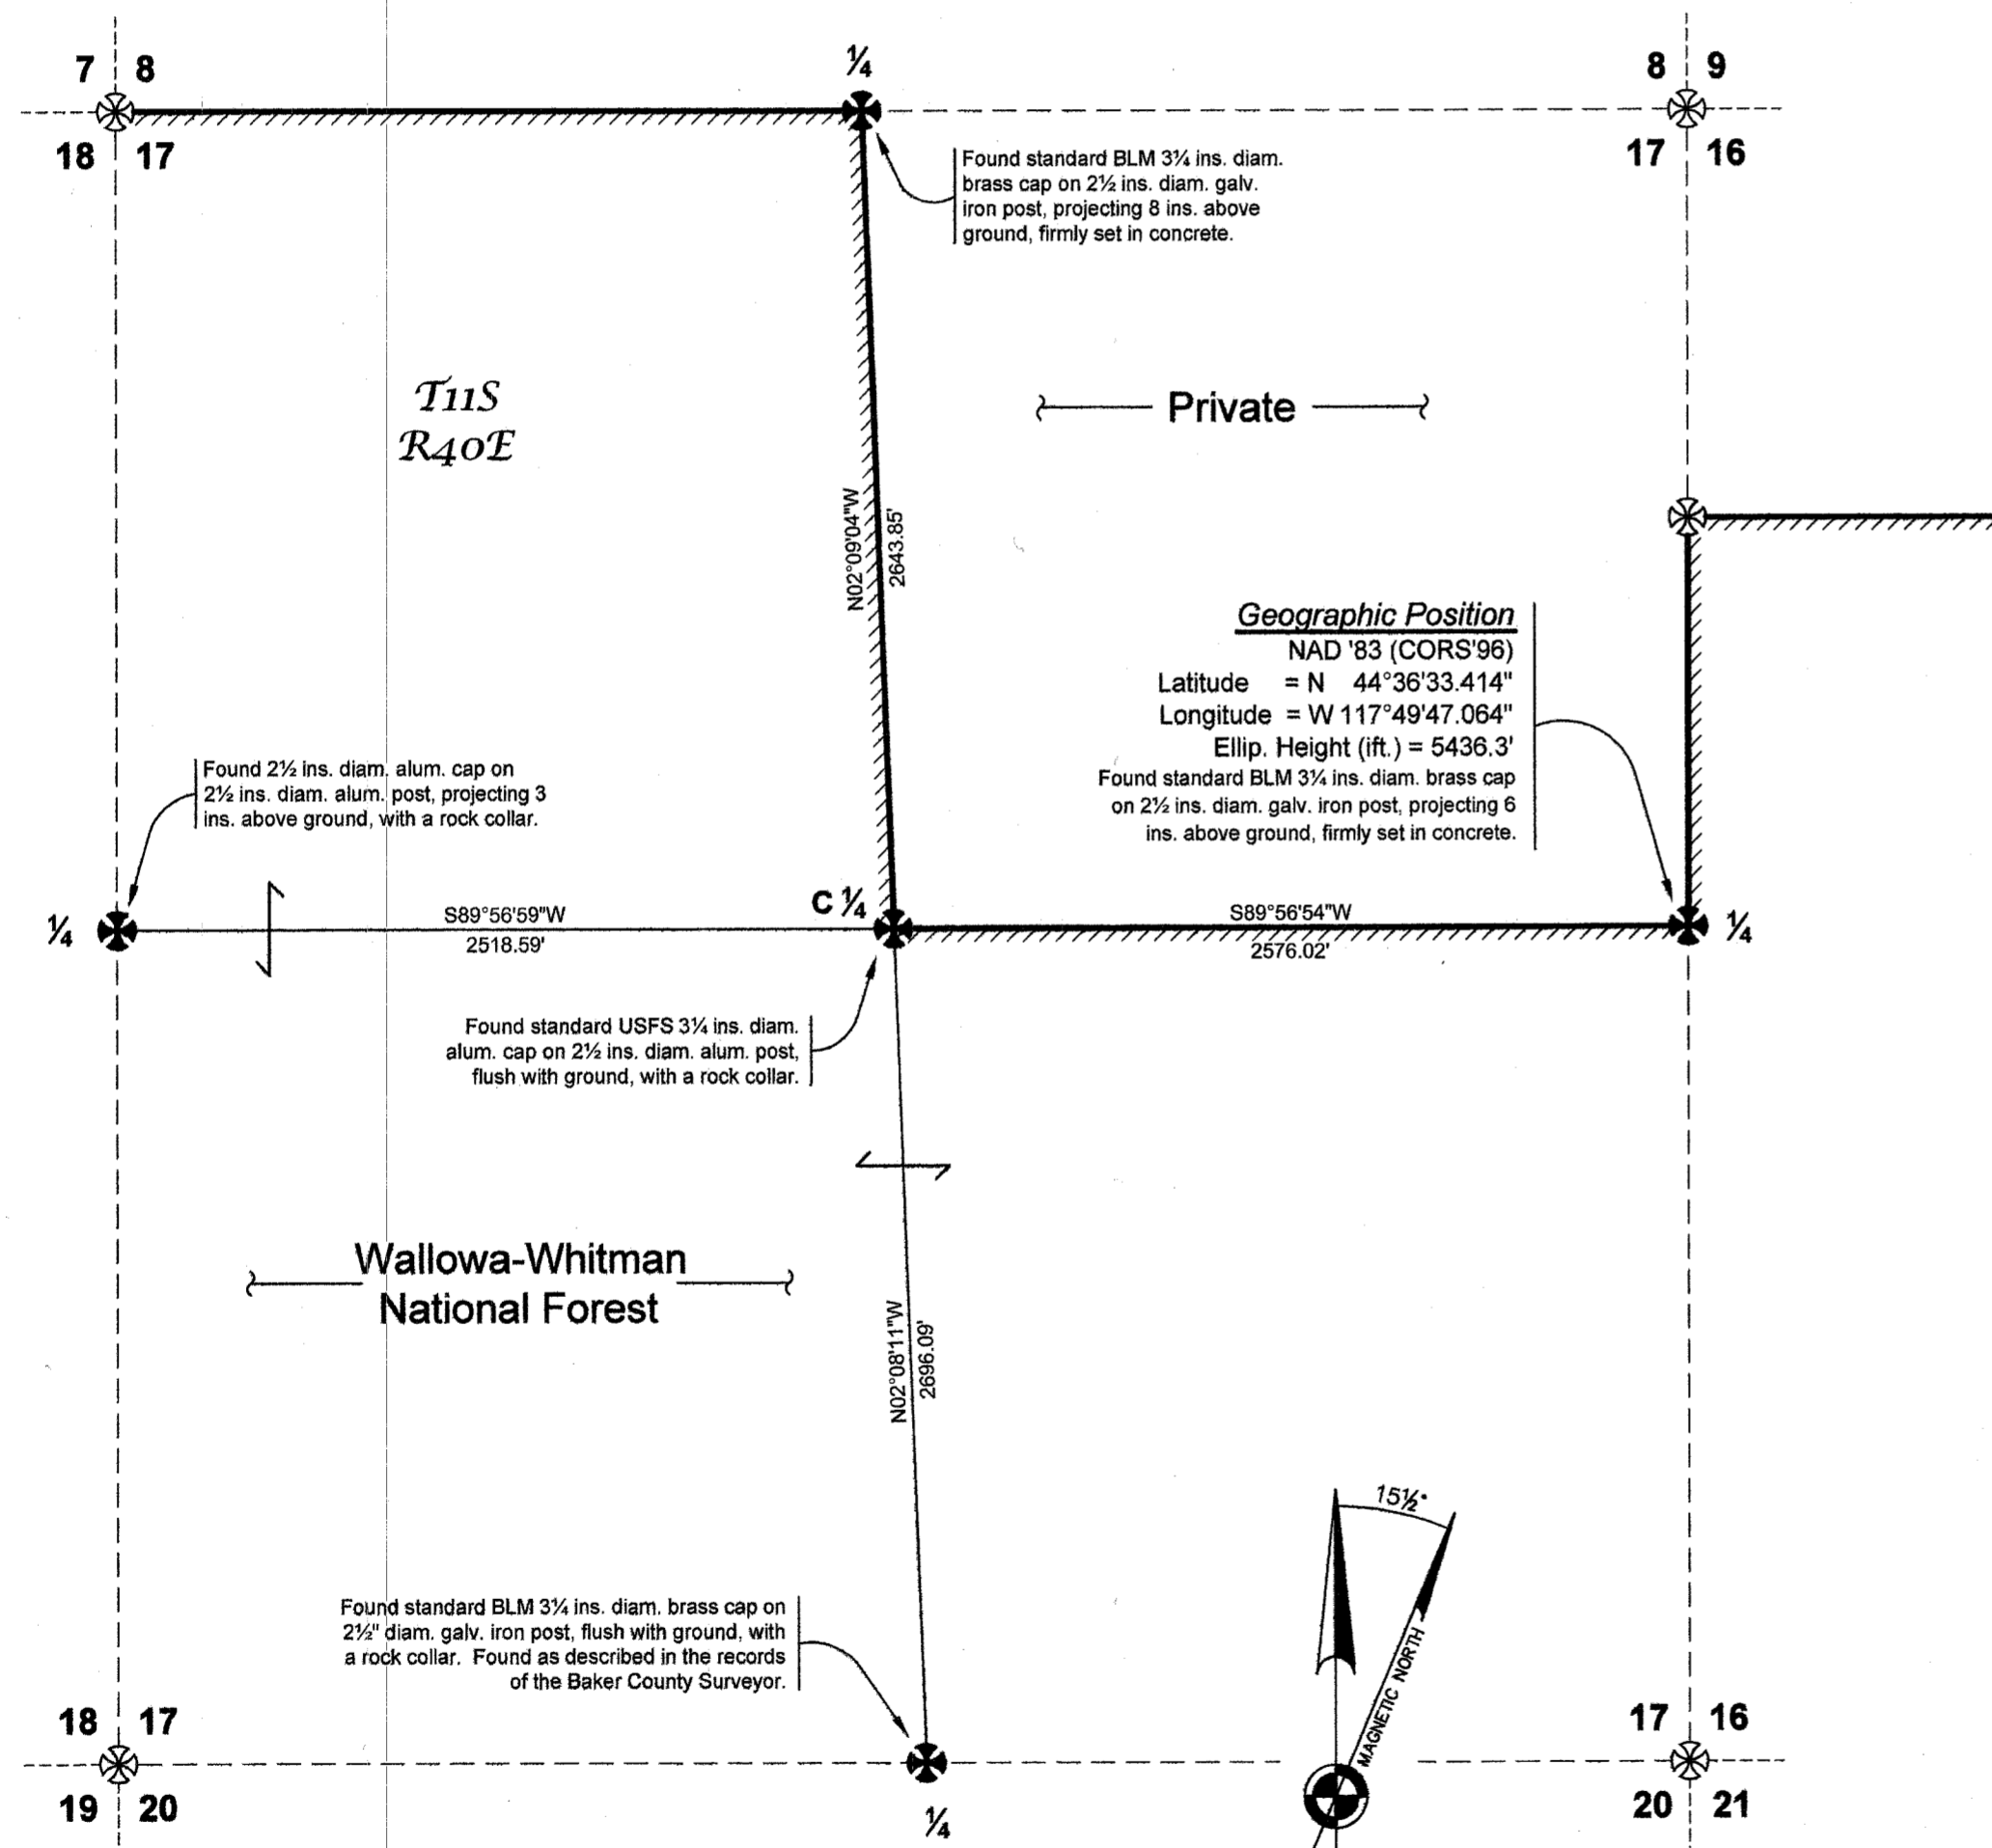 7 8
1/4
8 9
18 17
17 16
Found standard BLM 3¼ ins. diam.
brass cap on 2½ ins. diam. galv.
iron post, projecting 8 ins. above
ground, firmly set in concrete.
T11S
R40E
Private
N02°09'04"W
2643.85'
Geographic Position
NAD '83 (CORS'96)
Latitude = N 44°36'33.414"
Longitude = W 117°49'47.064"
Ellip. Height (ift.) = 5436.3'
Found standard BLM 3¼ ins. diam. brass cap
on 2½ ins. diam. galv. iron post, projecting 6
ins. above ground, firmly set in concrete.
Found 2½ ins. diam. alum. cap on
2½ ins. diam. alum. post, projecting 3
ins. above ground, with a rock collar.
1/4
S89°56'59"W
2518.59'
C 1/4
S89°56'54"W
2576.02'
1/4
Found standard USFS 3¼ ins. diam.
alum. cap on 2½ ins. diam. alum. post,
flush with ground, with a rock collar.
Wallowa-Whitman
National Forest
N02°08'11"W
2696.09'
15½°
MAGNETIC NORTH
Found standard BLM 3¼ ins. diam. brass cap on
2½" diam. galv. iron post, flush with ground, with
a rock collar. Found as described in the records
of the Baker County Surveyor.
18 17
17 16
19 20
1/4
20 21